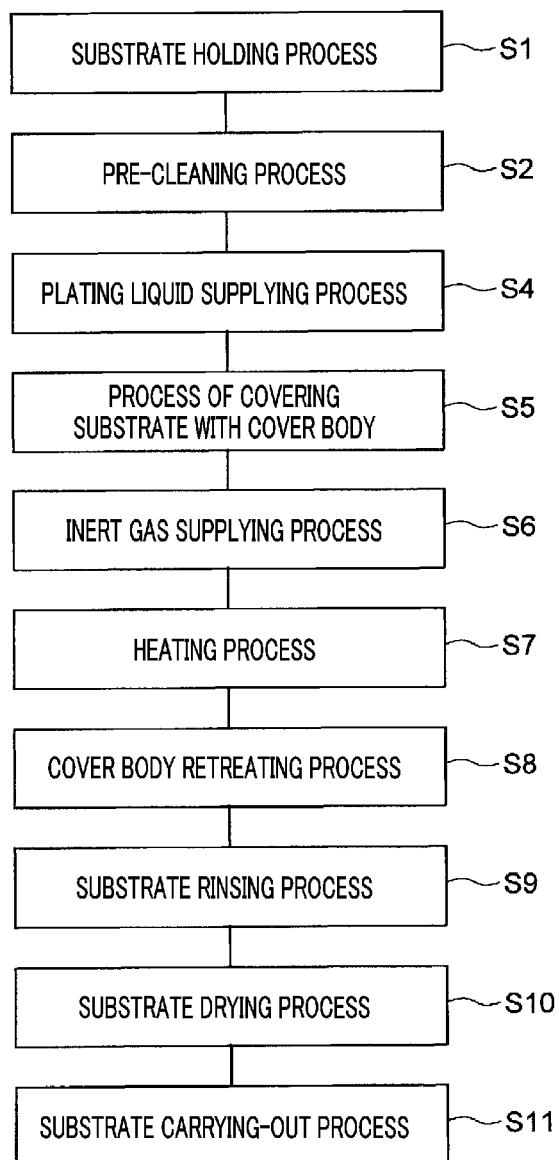 SUBSTRATE HOLDING PROCESS S1
PRE-CLEANING PROCESS S2
PLATING LIQUID SUPPLYING PROCESS S4
PROCESS OF COVERING
SUBSTRATE WITH COVER BODY S5
INERT GAS SUPPLYING PROCESS S6
HEATING PROCESS S7
COVER BODY RETREATING PROCESS S8
SUBSTRATE RINSING PROCESS S9
SUBSTRATE DRYING PROCESS S10
SUBSTRATE CARRYING-OUT PROCESS S11